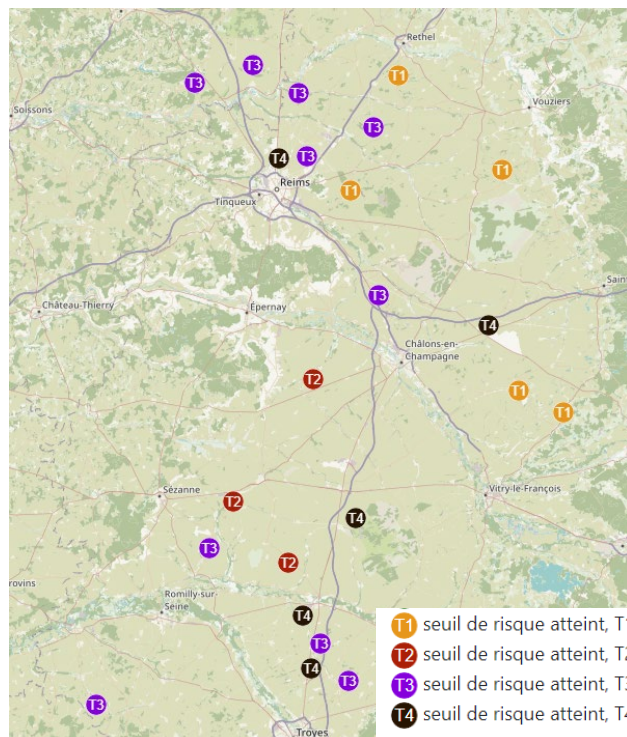 Rethel
T3
T1
T3
T3
Vouziers
Soissons
T3
T4
T3
T1
Reims
T1
Tinqueux
Saint
T3
Château-Thierry
Épernay
T4
Châlons-en-
Champagne
T2
T1
T1
Sézanne
Vitry-le-François
T2
T4
T3
T2
rovins
Romilly-sur-
Seine
T4
T1 seuil de risque atteint, T1
T3
T2 seuil de risque atteint, T2
T4
T3
T3 seuil de risque atteint, T3
T3
T4 seuil de risque atteint, T4
Troyes